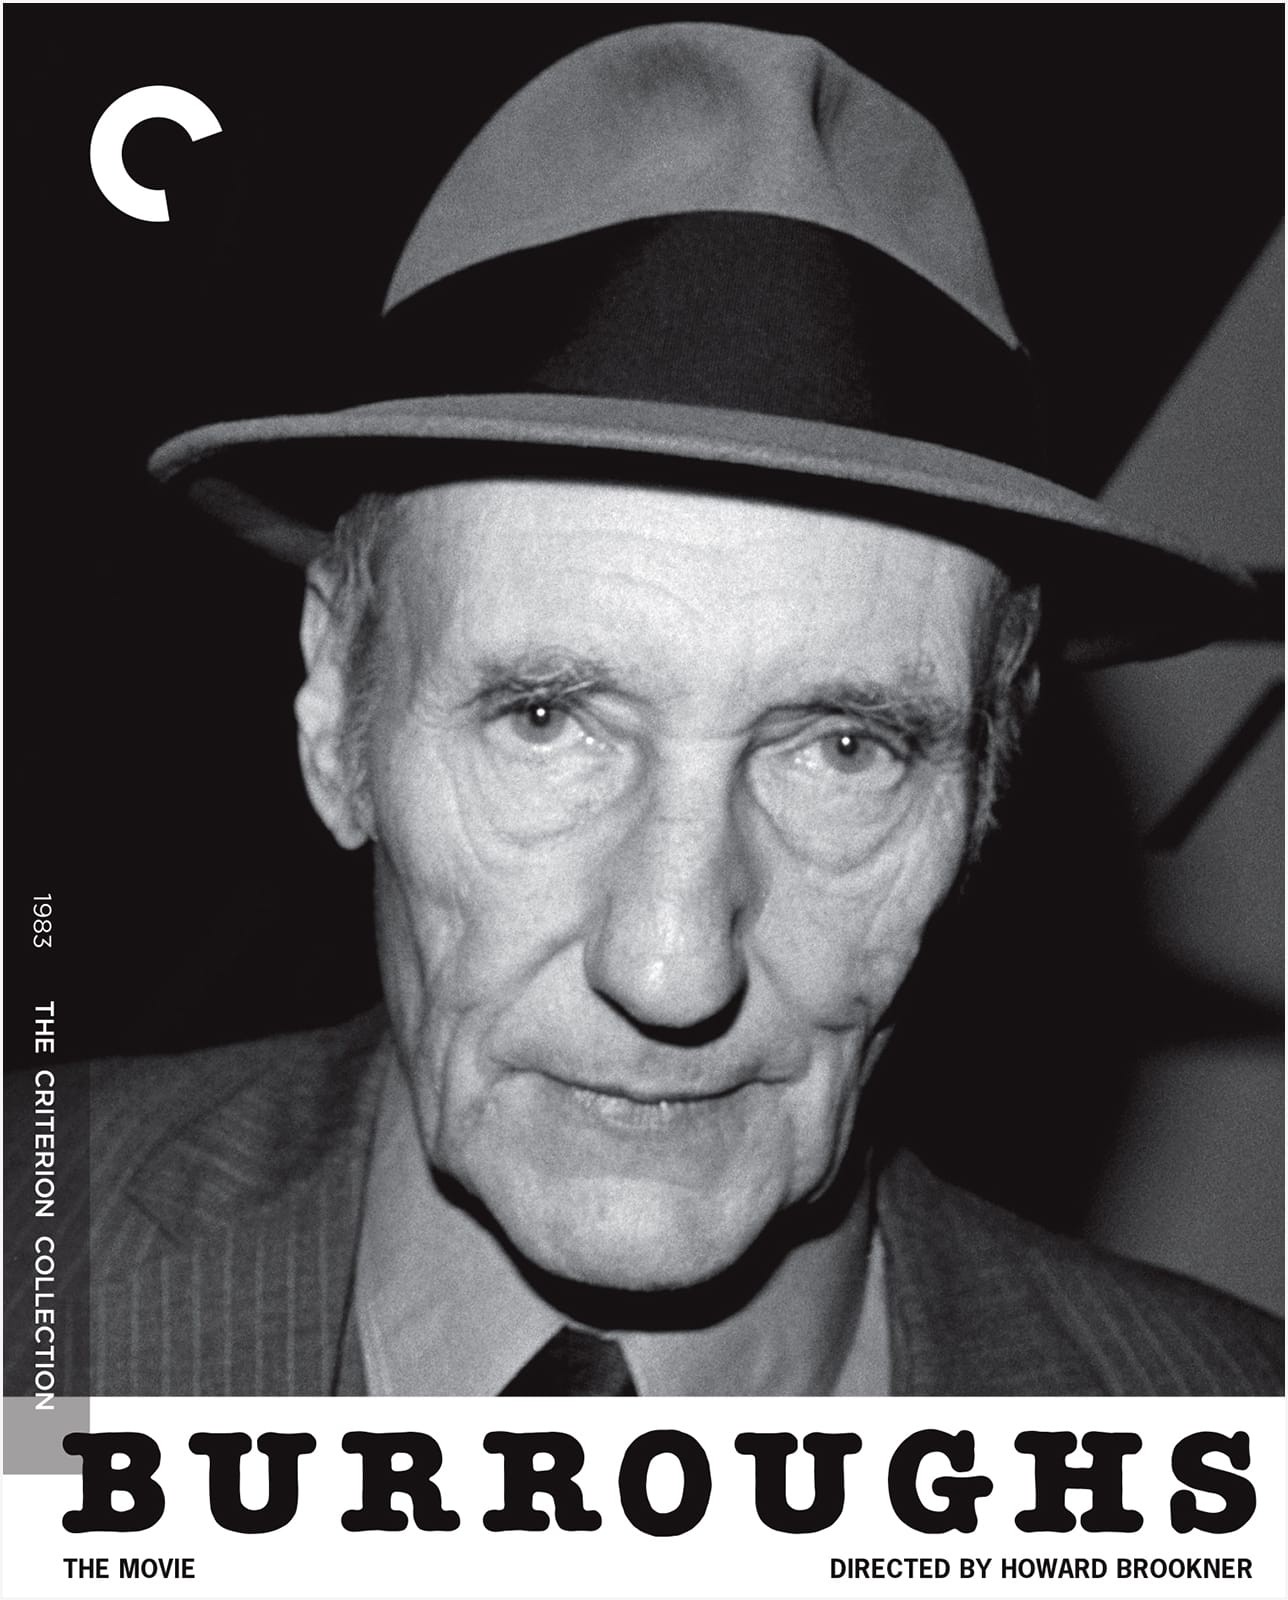 1983 THE CRITERION COLLECTION
BURROUGHS
THE MOVIE
DIRECTED BY HOWARD BROOKNER